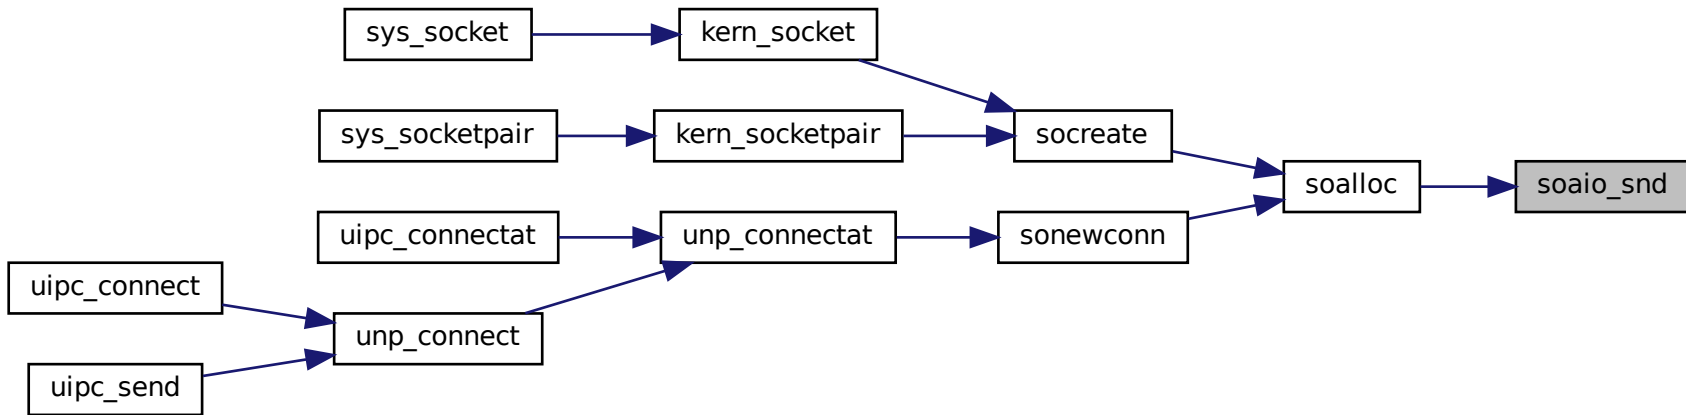 sys_socket
kern_socket
sys_socketpair
kern_socketpair
socreate
soalloc
soaio_snd
uipc_connectat
unp_connectat
sonewconn
uipc_connect
unp_connect
uipc_send